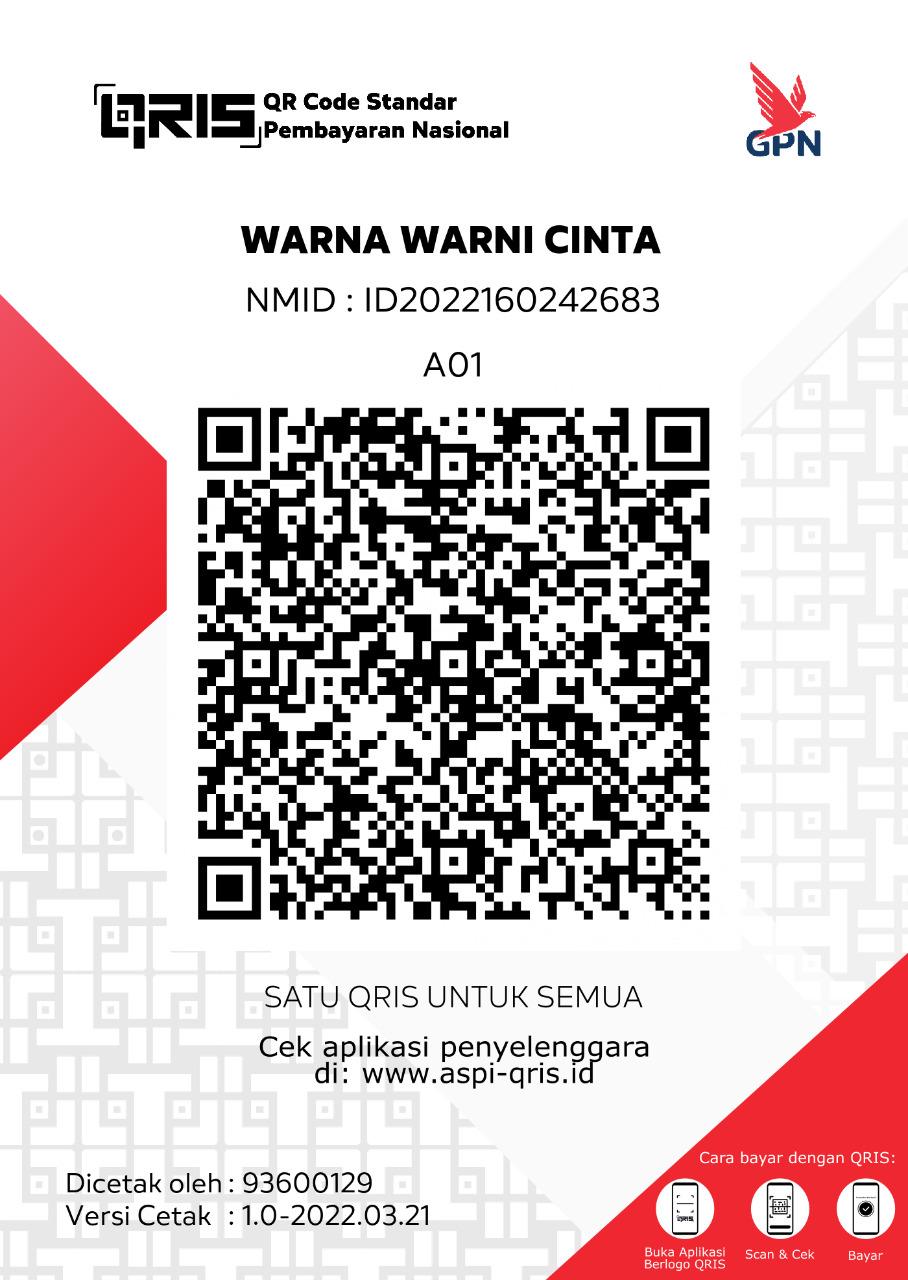 QRIS QR Code Standar
Pembayaran Nasional
GPN
WARNA WARNI CINTA
NMID : ID2022160242683
A01
SATU QRIS UNTUK SEMUA
Cek aplikasi penyelenggara
di: www.aspi-qris.id
Dicetak oleh : 93600129
Versi Cetak : 1.0-2022.03.21
Cara bayar dengan QRIS:
QRIS
Buka Aplikasi
Berlogo QRIS
Scan & Cek
Bayar